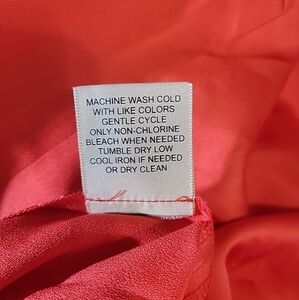 MACHINE WASH COLD
WITH LIKE COLORS
GENTLE CYCLE
ONLY NON-CHLORINE
BLEACH WHEN NEEDED
TUMBLE DRY LOW
COOL IRON IF NEEDED
OR DRY CLEAN